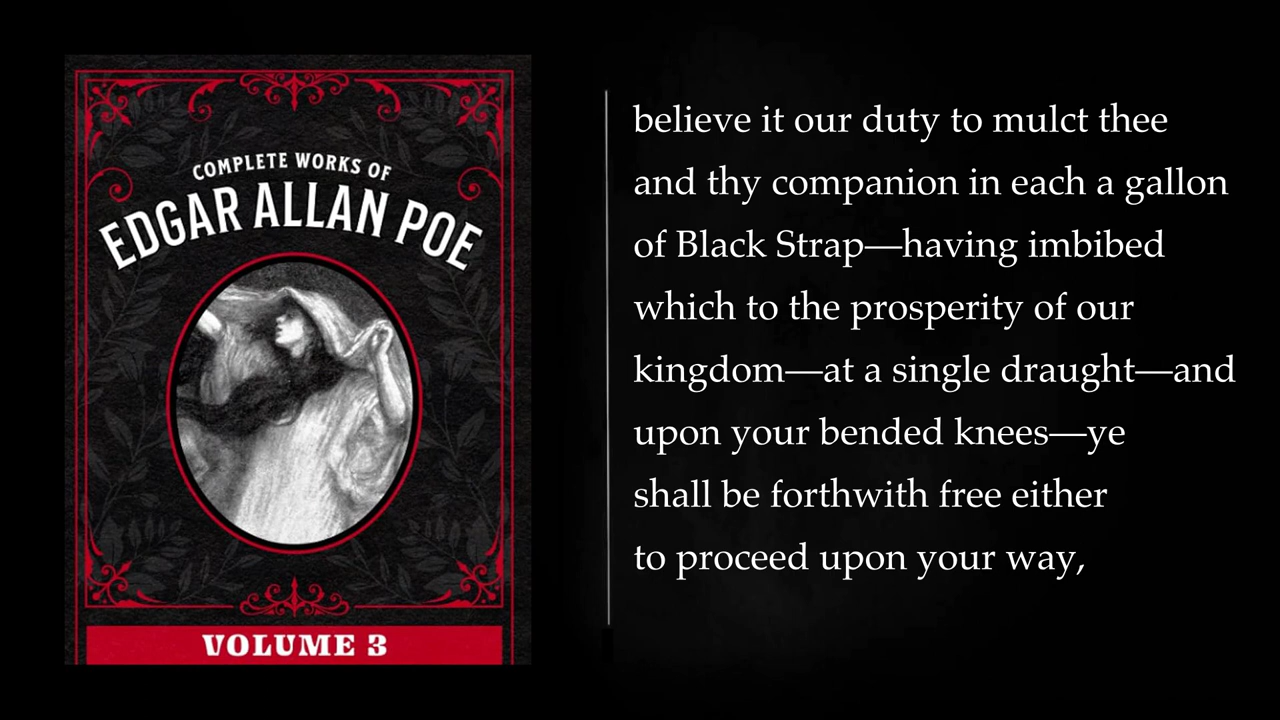 COMPLETE WORKS OF
EDGAR ALLAN POE
VOLUME 3
believe it our duty to mulct thee
and thy companion in each a gallon
of Black Strap—having imbibed
which to the prosperity of our
kingdom—at a single draught—and
upon your bended knees—ye
shall be forthwith free either
to proceed upon your way,